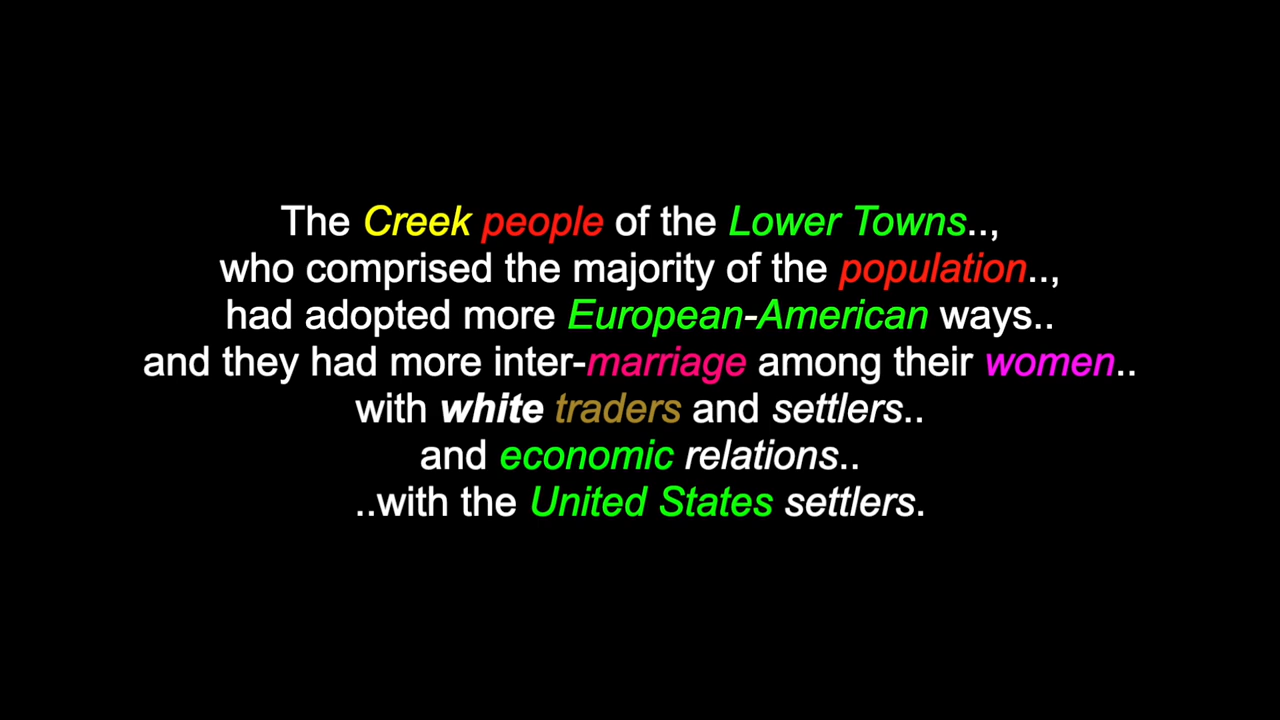 The Creek people of the Lower Towns..,
who comprised the majority of the population..,
had adopted more European-American ways..
and they had more inter-marriage among their women..
with white traders and settlers..
and economic relations..
..with the United States settlers.